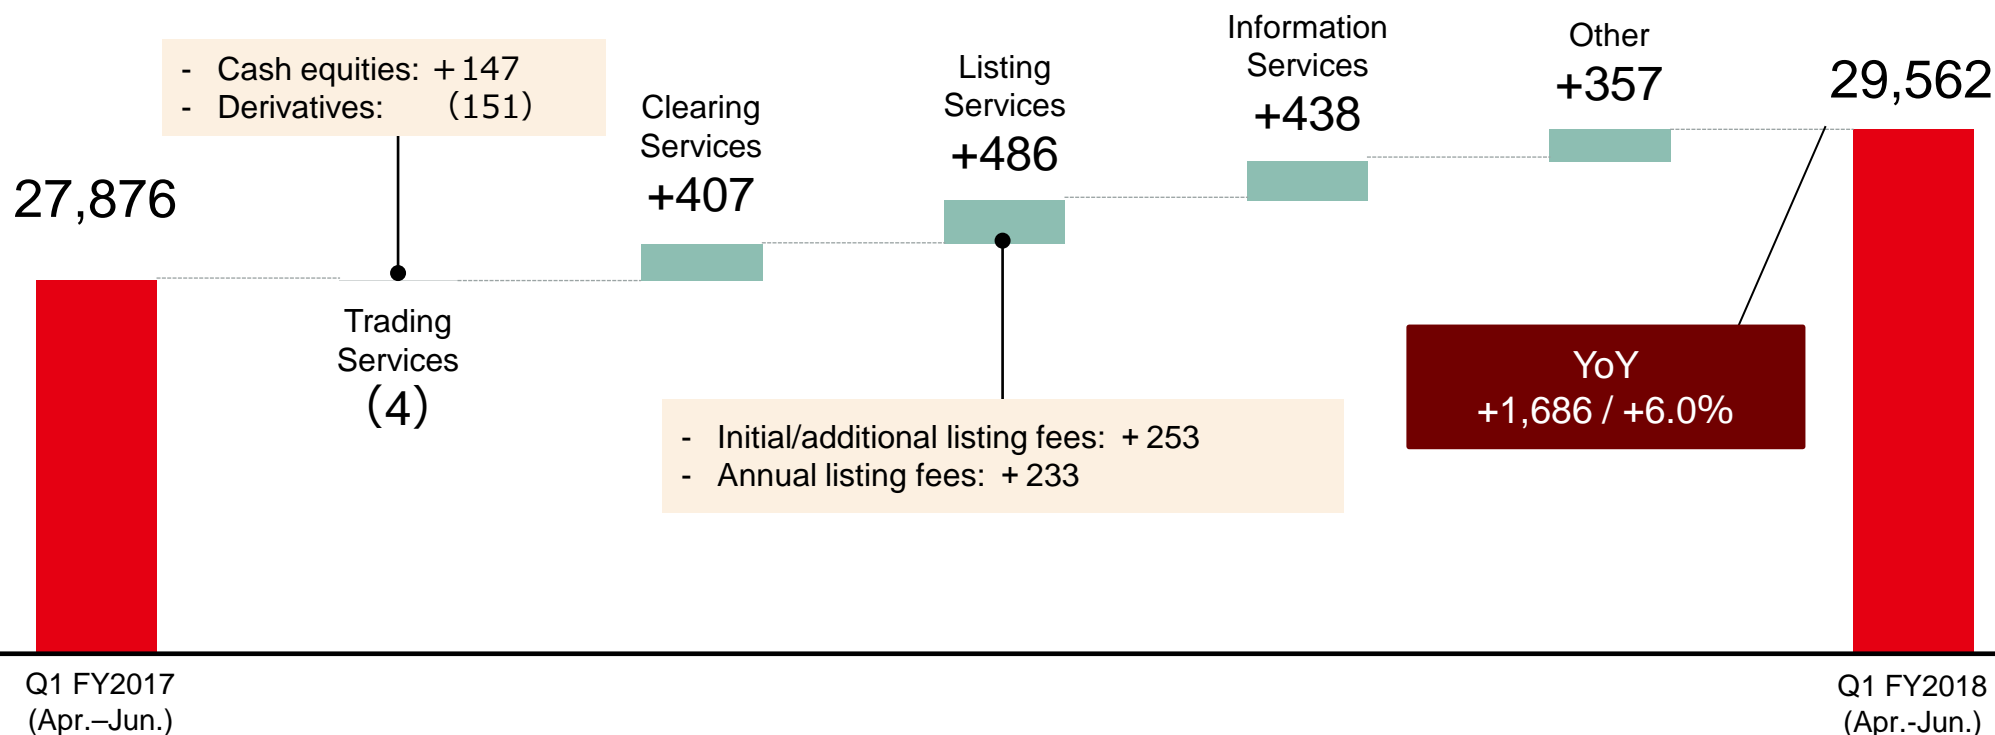 27,876
- Cash equities: +147
- Derivatives: (151)
Trading
Services
(4)
Clearing
Services
+407
Listing
Services
+486
- Initial/additional listing fees: + 253
- Annual listing fees: + 233
Information
Services
+438
Other
+357
29,562
YoY
+1,686 / +6.0%
Q1 FY2017
(Apr.–Jun.)
Q1 FY2018
(Apr.-Jun.)